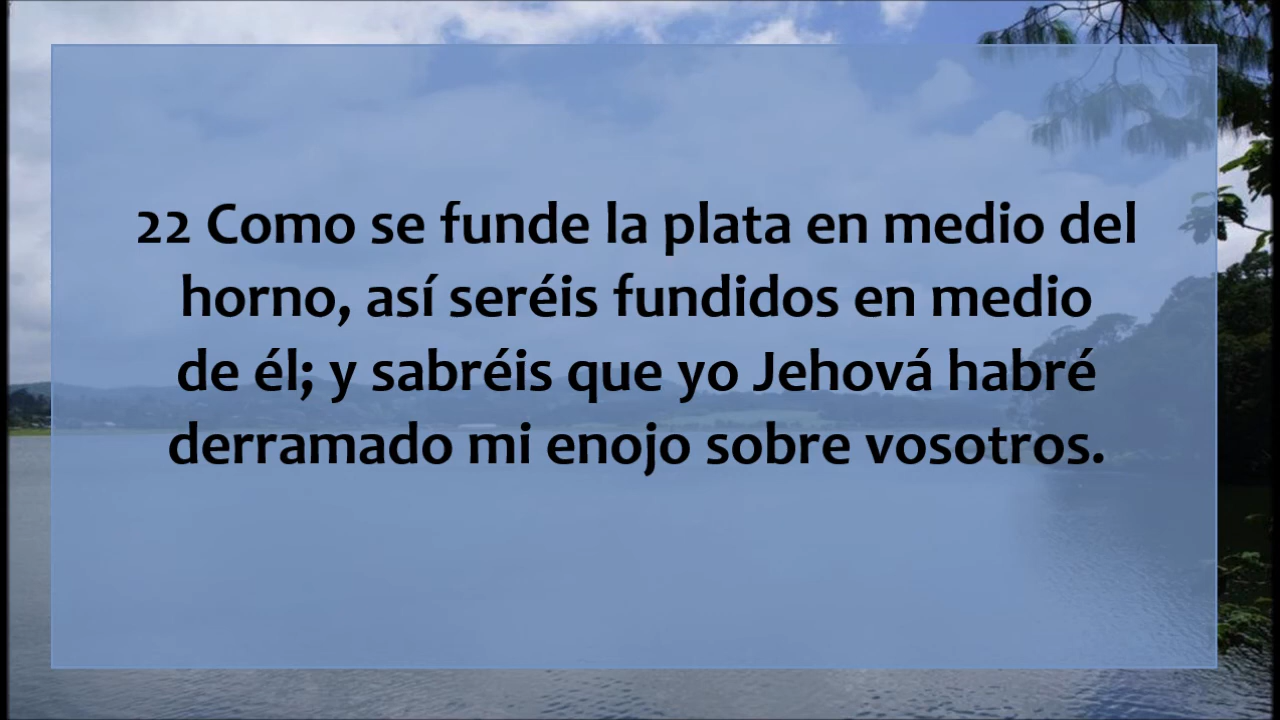 22 Como se funde la plata en medio del
horno, así seréis fundidos en medio
de él; y sabréis que yo Jehová habré
derramado mi enojo sobre vosotros.